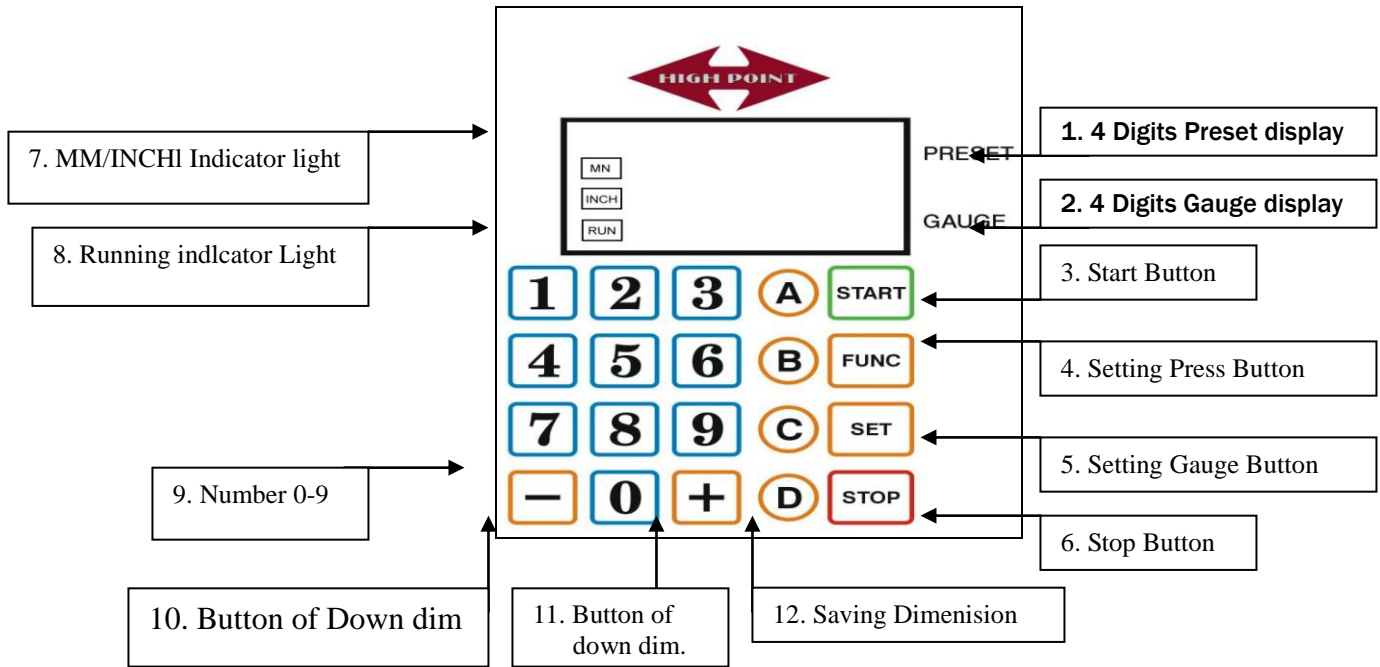 HIGH POINT
7. MM/INCHl Indicator light
8. Running indlcator Light
MN
INCH
RUN
PRESET
GAUGE
1. 4 Digits Preset display
2. 4 Digits Gauge display
3. Start Button
4. Setting Press Button
5. Setting Gauge Button
6. Stop Button
1 2 3 A START
4 5 6 B FUNC
7 8 9 C SET
− 0 + D STOP
9. Number 0-9
10. Button of Down dim
11. Button of
down dim.
12. Saving Dimenision